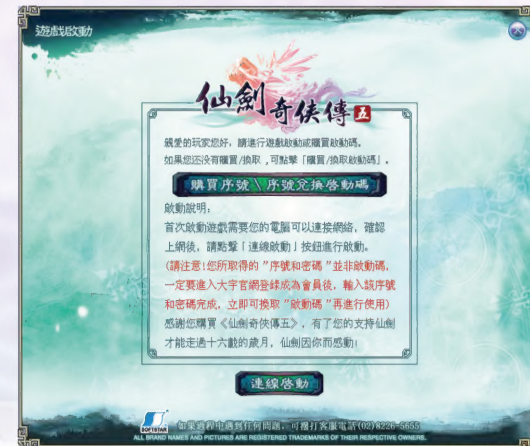 遊戲啟動
仙劍奇俠傳五
親愛的玩家您好，請進行遊戲啟動或購買啟動碼。
如果您还没有購買/換取，可點擊「購買/換取啟動碼」。
購買序號\序號兌換啓動碼
啟動說明：
首次啟動遊戲需要您的電腦可以連接網絡，確認
上網後，請點擊「連線啟動」按鈕進行啟動。
(請注意!您所取得的"序號和密碼"並非啟動碼，
一定要進入大宇官網登錄成為會員後，輸入該序號
和密碼完成，立即可換取"啟動碼"再進行使用)
感謝您購買《仙劍奇俠傳五》，有了您的支持仙劍
才能走過十六載的歲月，仙劍因你而感動!
連線啓動
SOFTSTAR
如果過程中遇到任何問題，可撥打客服電話(02)8226-5655
ALL BRAND NAMES AND PICTURES ARE REGISTERED TRADEMARKS OF THEIR RESPECTIVE OWNERS.